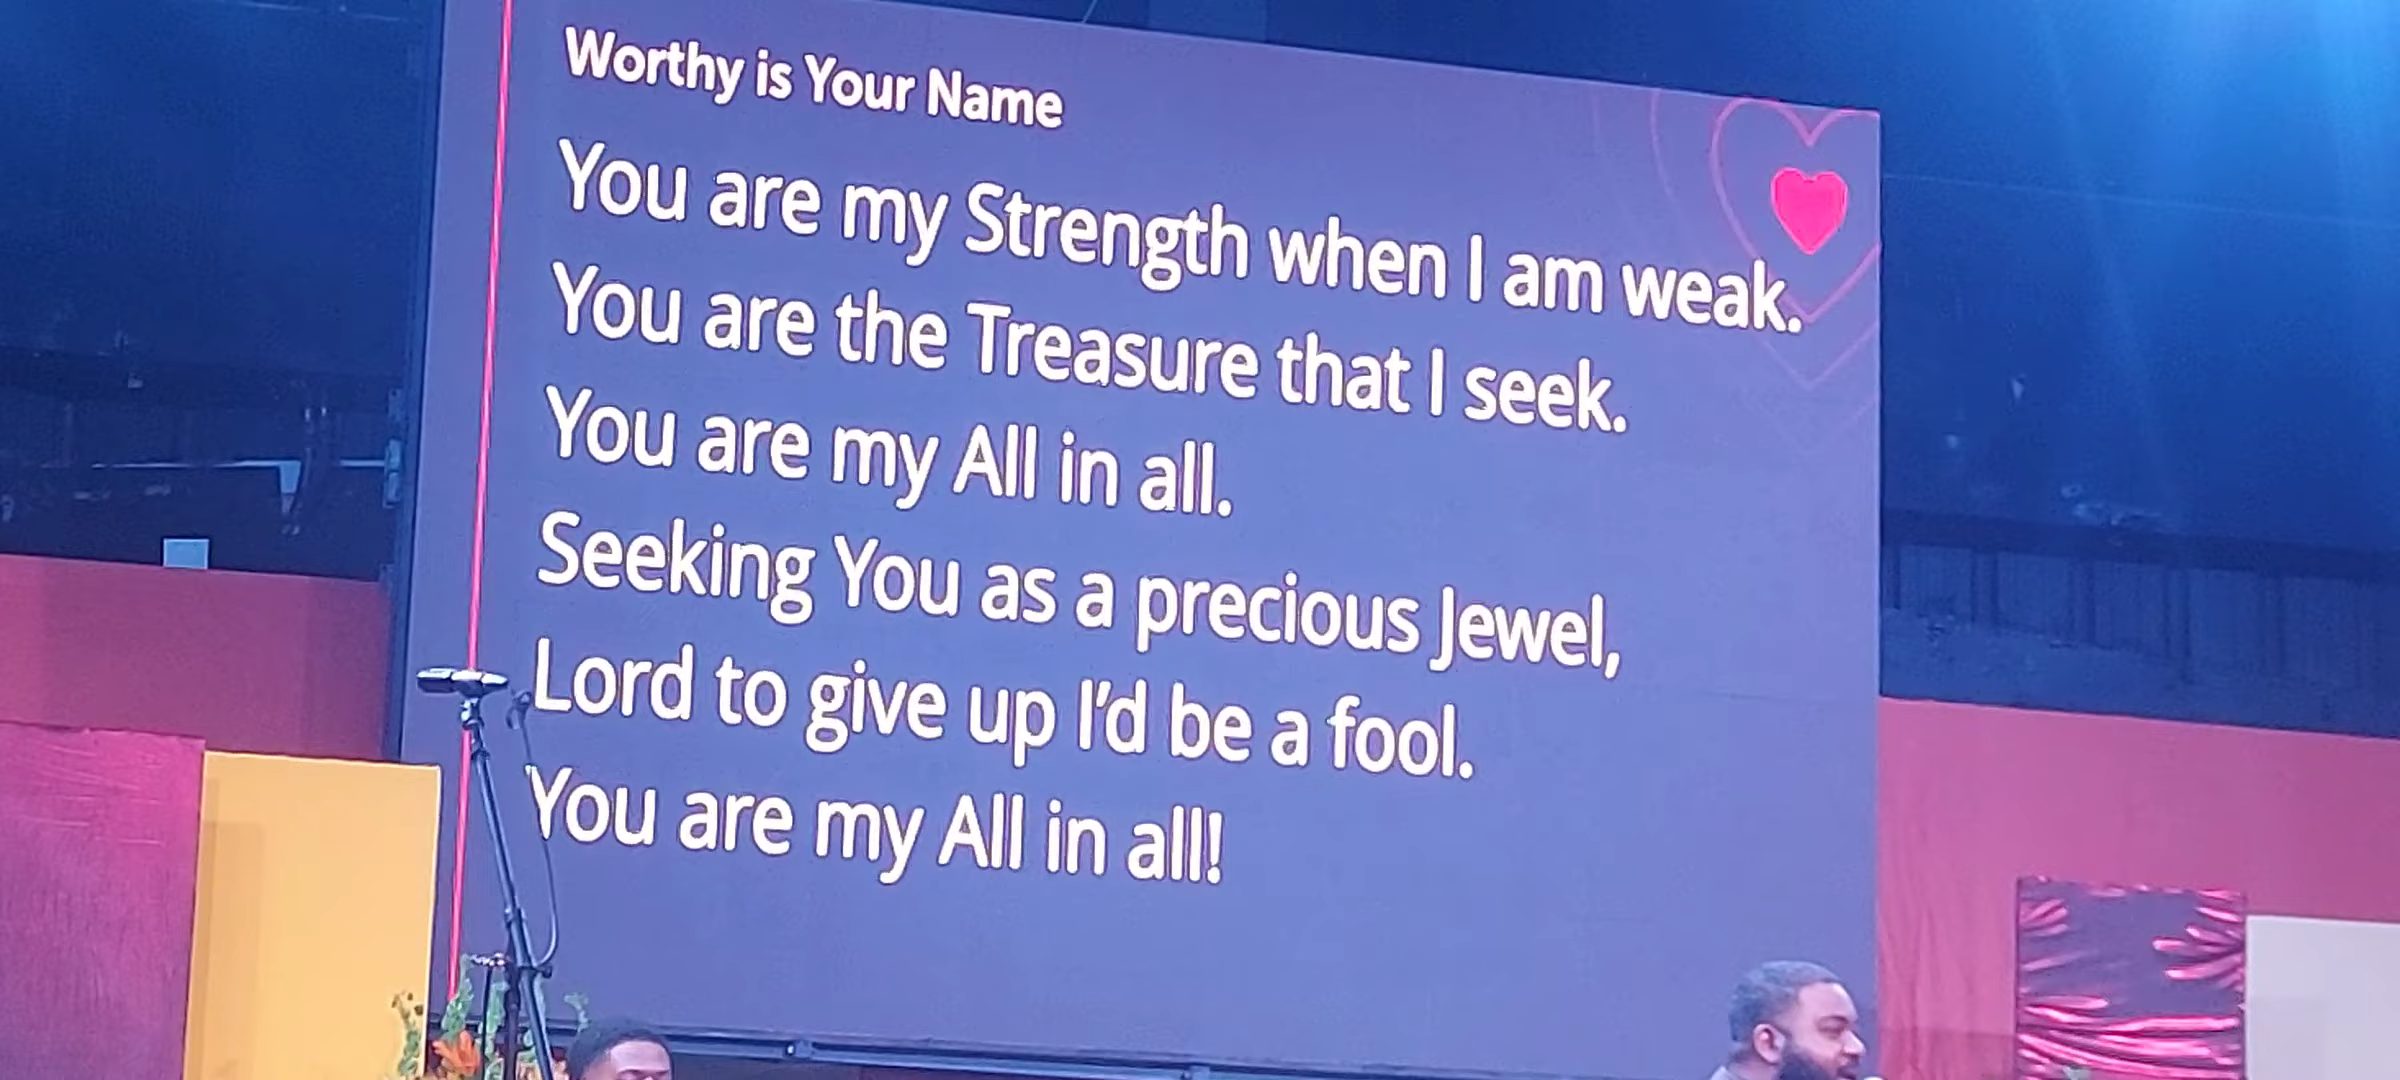 Worthy is Your Name
You are my Strength when I am weak.
You are the Treasure that I seek.
You are my All in all.
Seeking You as a precious Jewel,
Lord to give up I'd be a fool.
You are my All in all!